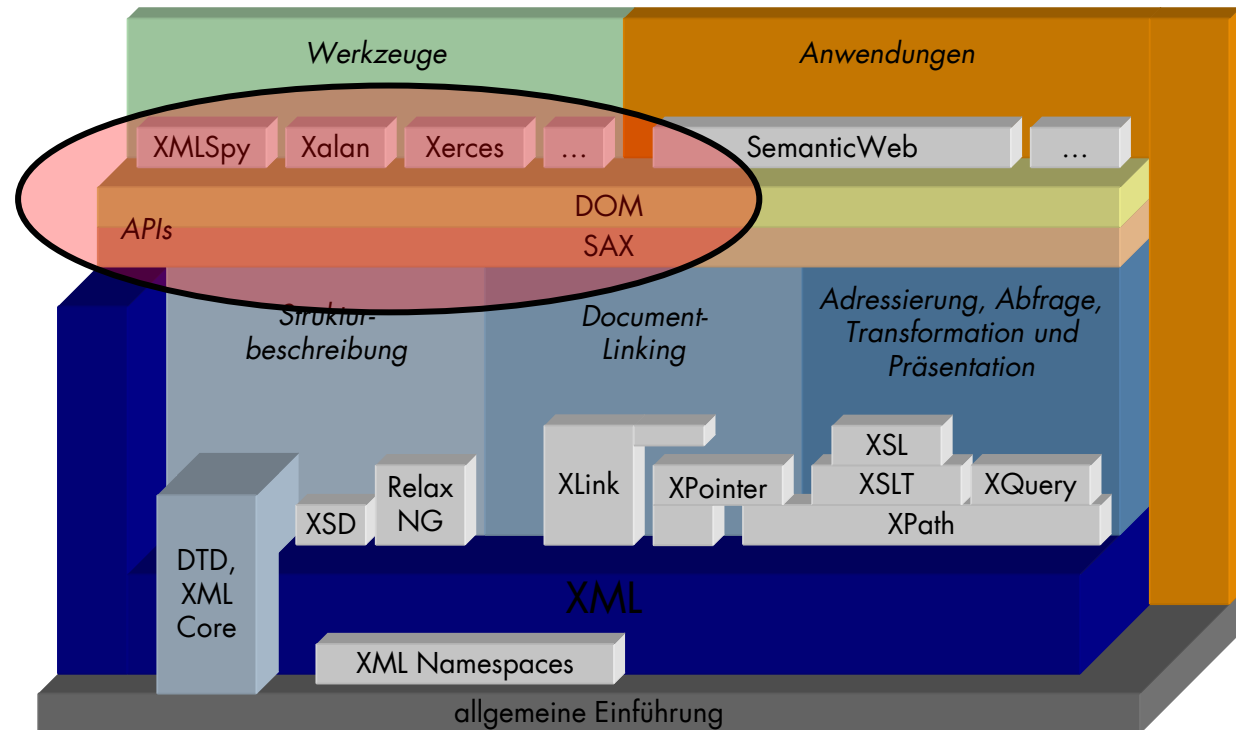 Werkzeuge
Anwendungen
XMLSpy
Xalan
Xerces
...
SemanticWeb
...
DOM
APIs
SAX
Struktur-
beschreibung
Document-
Linking
Adressierung, Abfrage,
Transformation und
Präsentation
XSL
XLink
Relax
NG
XPointer
XSLT
XQuery
XSD
XPath
DTD,
XML
Core
XML
XML Namespaces
allgemeine Einführung